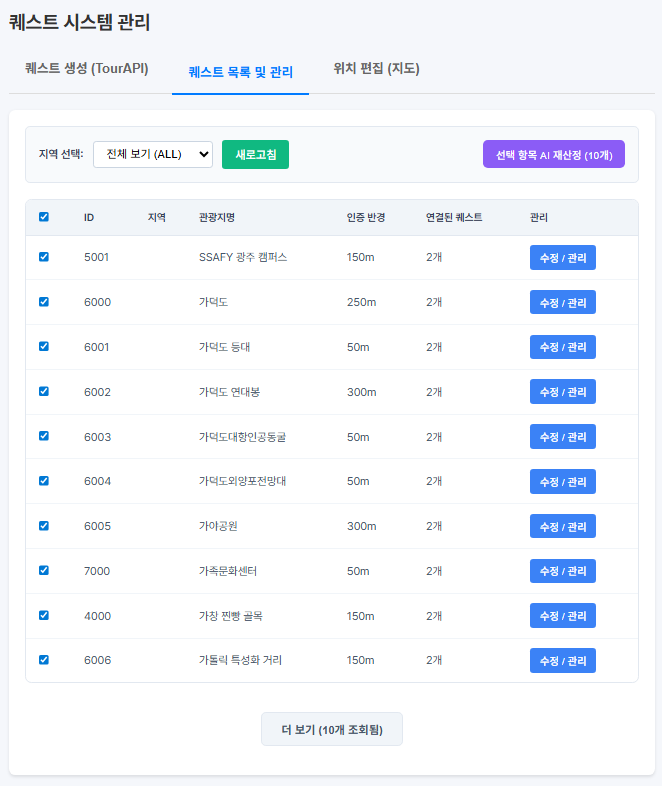 퀘스트 시스템 관리
퀘스트 생성 (TourAPI) 퀘스트 목록 및 관리 위치 편집 (지도)
지역 선택: 전체 보기 (ALL) 새로고침 선택 항목 AI 재산정 (10개)
ID 지역 관광지명 인증 반경 연결된 퀘스트 관리
5001 SSAFY 광주 캠퍼스 150m 2개 수정 / 관리
6000 가덕도 250m 2개 수정 / 관리
6001 가덕도 등대 50m 2개 수정 / 관리
6002 가덕도 연대봉 300m 2개 수정 / 관리
6003 가덕도대항인공동굴 50m 2개 수정 / 관리
6004 가덕도외양포전망대 50m 2개 수정 / 관리
6005 가야공원 300m 2개 수정 / 관리
7000 가족문화센터 50m 2개 수정 / 관리
4000 가창 찐빵 골목 150m 2개 수정 / 관리
6006 가톨릭 특성화 거리 150m 2개 수정 / 관리
더 보기 (10개 조회됨)